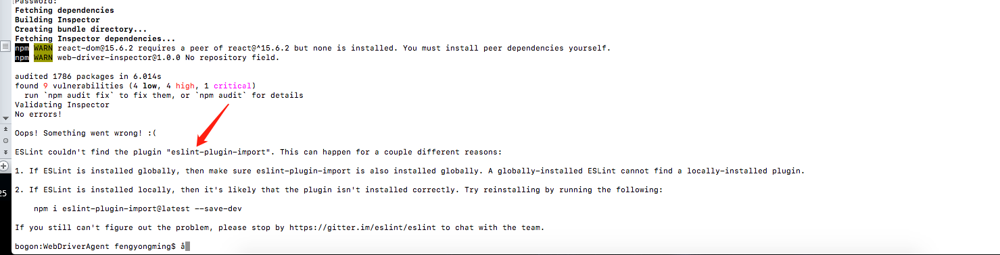 Password:
Fetching dependencies
Building Inspector
Creating bundle directory...
Fetching Inspector dependencies...
npm WARN react-dom@15.6.2 requires a peer of react@^15.6.2 but none is installed. You must install peer dependencies yourself.
npm WARN web-driver-inspector@1.0.0 No repository field.
audited 1786 packages in 6.014s
found 9 vulnerabilities (4 low, 4 high, 1 critical)
run `npm audit fix` to fix them, or `npm audit` for details
Validating Inspector
No errors!
Oops! Something went wrong! :(
ESLint couldn't find the plugin "eslint-plugin-import". This can happen for a couple different reasons:
1. If ESLint is installed globally, then make sure eslint-plugin-import is also installed globally. A globally-installed ESLint cannot find a locally-installed plugin.
25
2. If ESLint is installed locally, then it's likely that the plugin isn't installed correctly. Try reinstalling by running the following:
npm i eslint-plugin-import@latest --save-dev
If you still can't figure out the problem, please stop by https://gitter.im/eslint/eslint to chat with the team.
bogon:WebDriverAgent fengyongming$ å